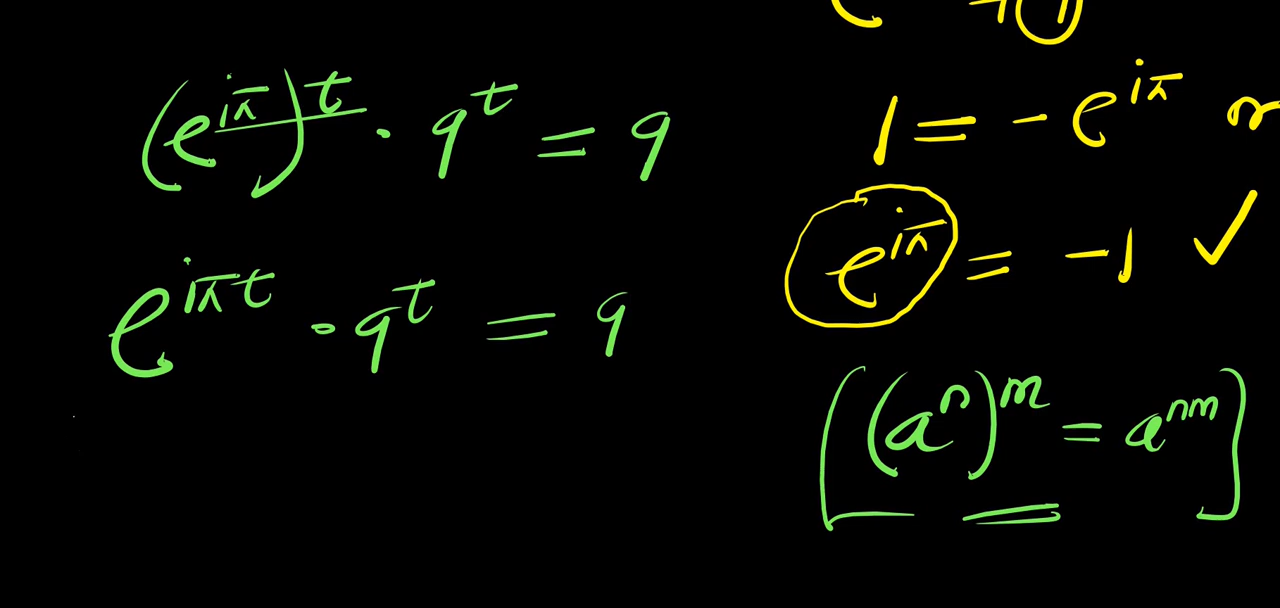 (e^{iπ})^t · 9^t = 9
e^{iπt} · 9^t = 9
1 = - e^{iπ}
e^{iπ} = -1 ✓
[(a^n)^m = a^{nm}]